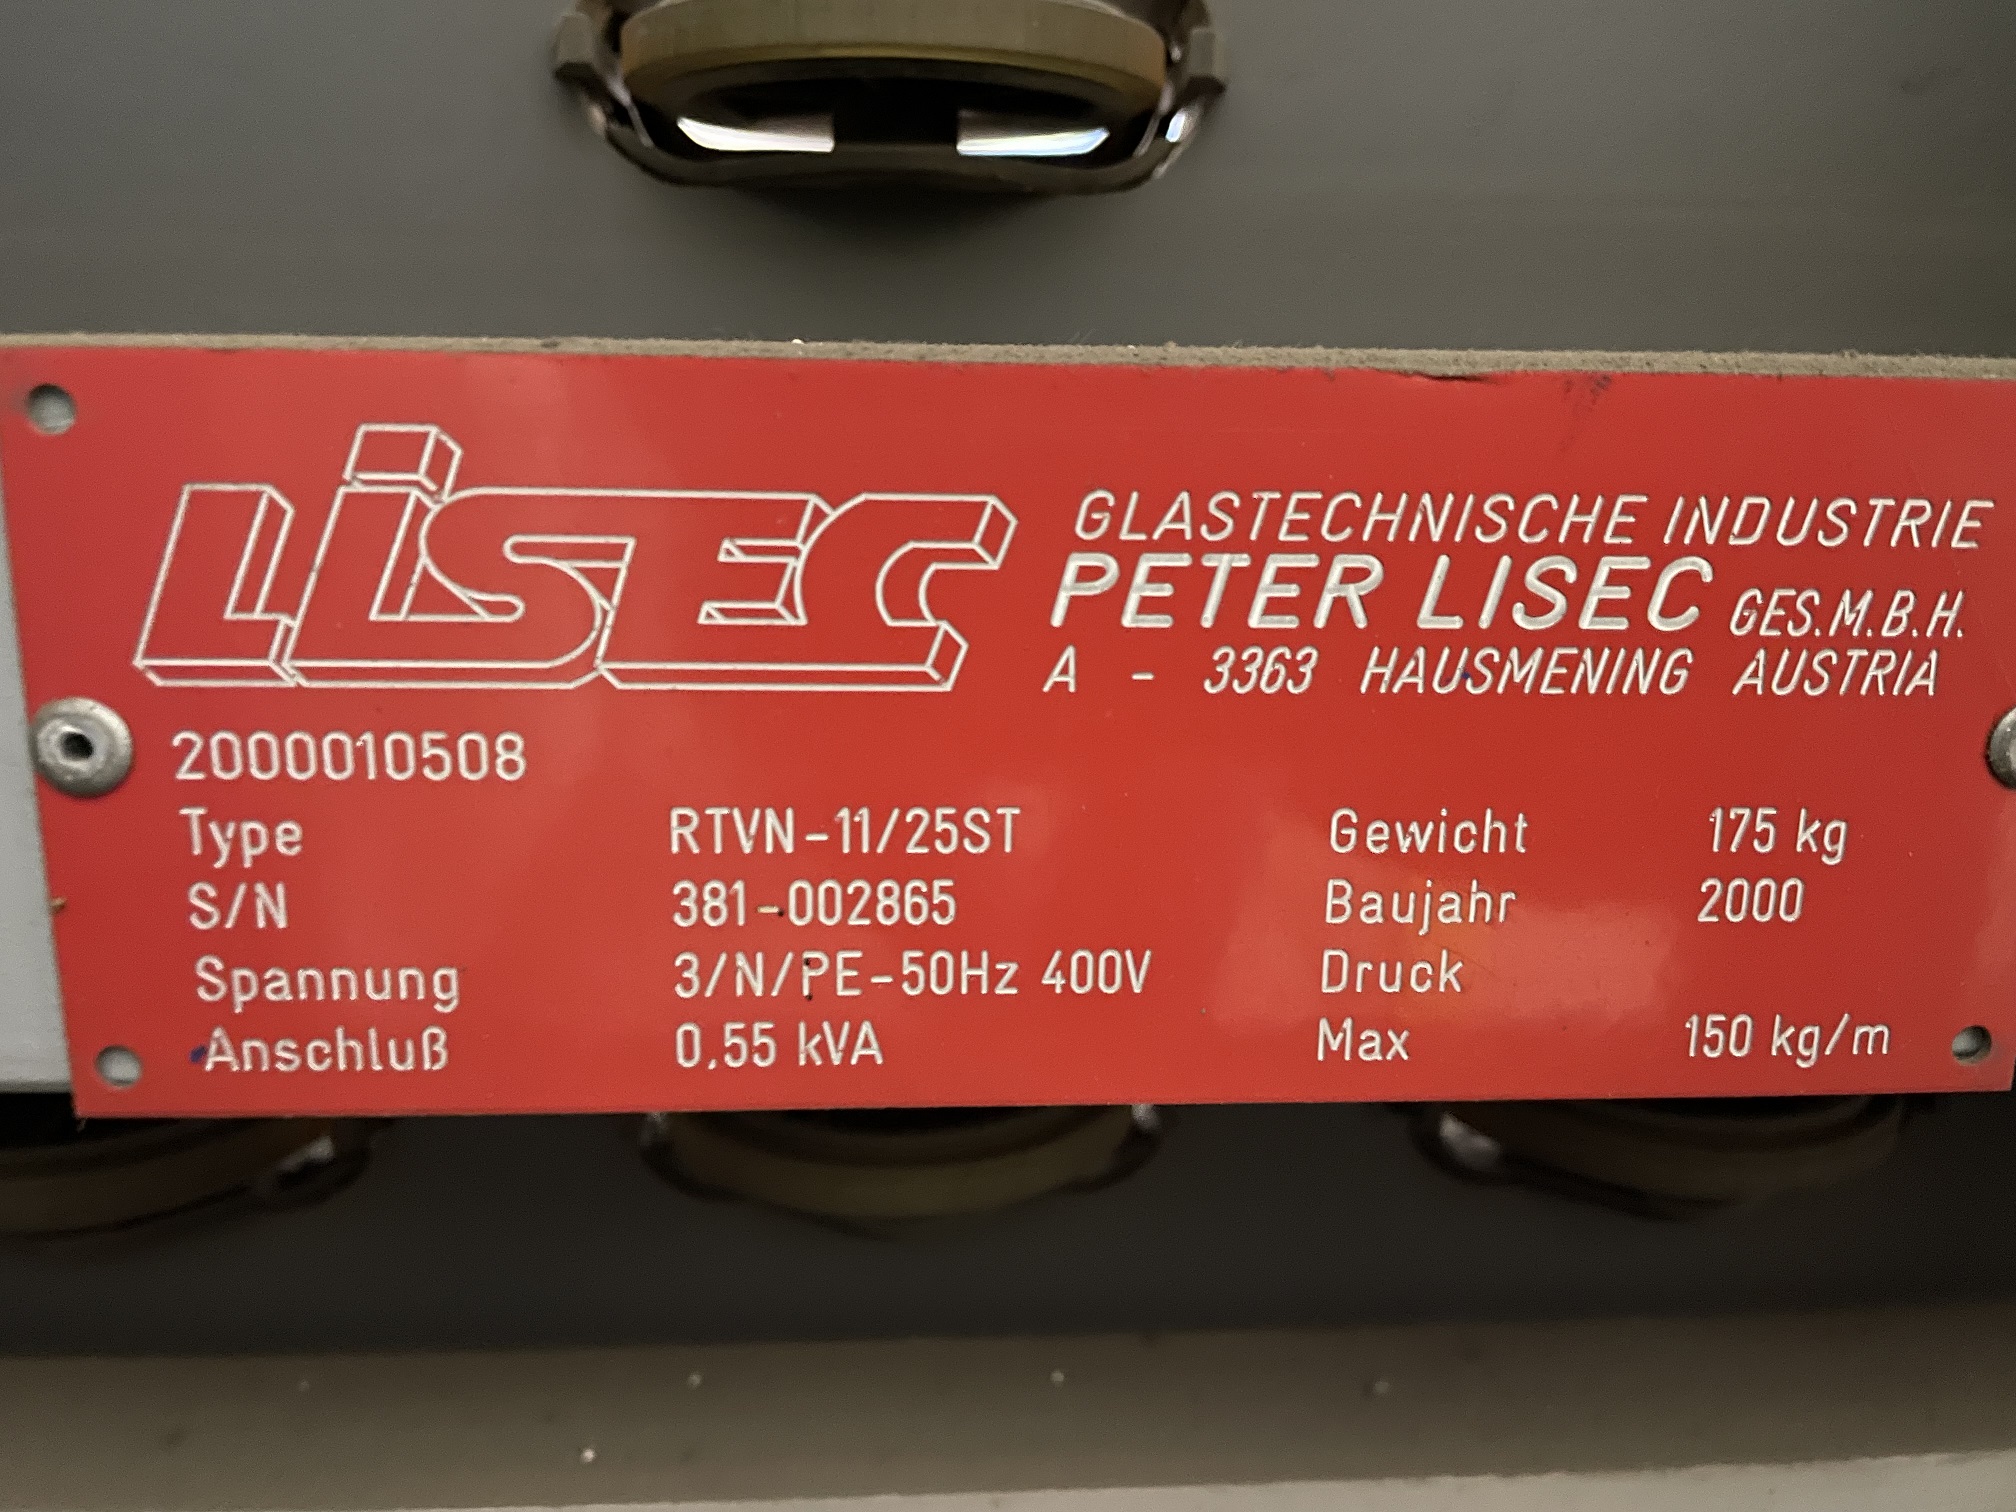 LiSEC
GLASTECHNISCHE INDUSTRIE
PETER LISEC GES.M.B.H.
A - 3363 HAUSMENING AUSTRIA
2000010508
Type RTVN-11/25ST Gewicht 175 kg
S/N 381-002865 Baujahr 2000
Spannung 3/N/PE-50Hz 400V Druck
Anschluß 0.55 kVA Max 150 kg/m